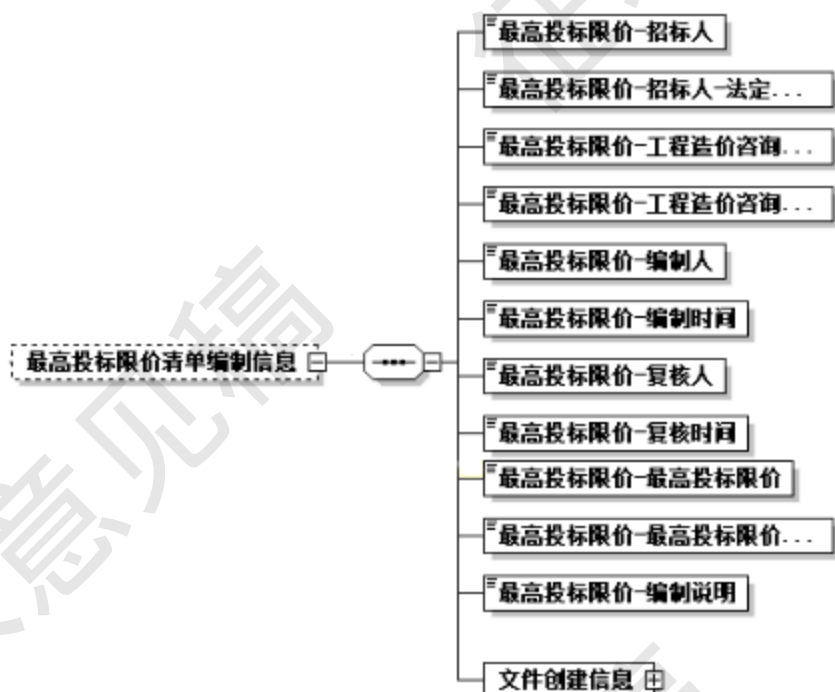 最高投标限价-招标人
最高投标限价-招标人-法定...
最高投标限价-工程造价咨询...
最高投标限价-工程造价咨询...
最高投标限价-编制人
最高投标限价-编制时间
最高投标限价清单编制信息
最高投标限价-复核人
最高投标限价-复核时间
最高投标限价-最高投标限价
最高投标限价-最高投标限价...
最高投标限价-编制说明
文件创建信息
意见稿